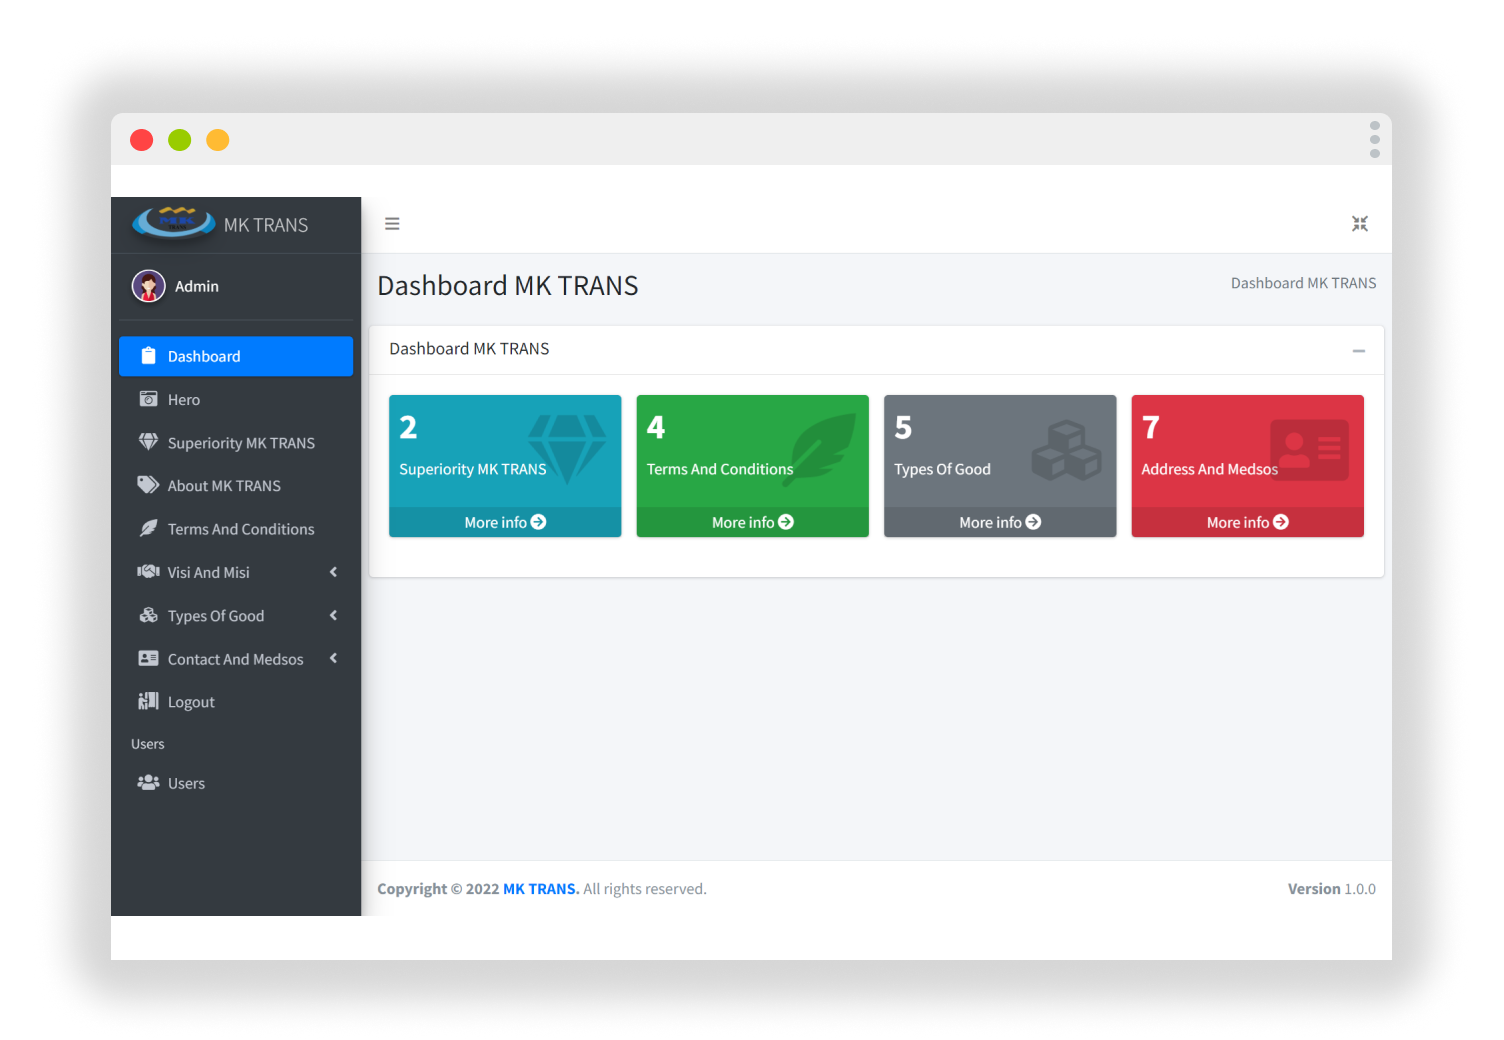 MK TRANS
Admin
Dashboard
Hero
Superiority MK TRANS
About MK TRANS
Terms And Conditions
Visi And Misi
Types Of Good
Contact And Medsos
Logout
Users
Users
Dashboard MK TRANS
Dashboard MK TRANS
Dashboard MK TRANS
2
Superiority MK TRANS
More info
4
Terms And Conditions
More info
5
Types Of Good
More info
7
Address And Medsos
More info
Copyright © 2022 MK TRANS. All rights reserved.
Version 1.0.0